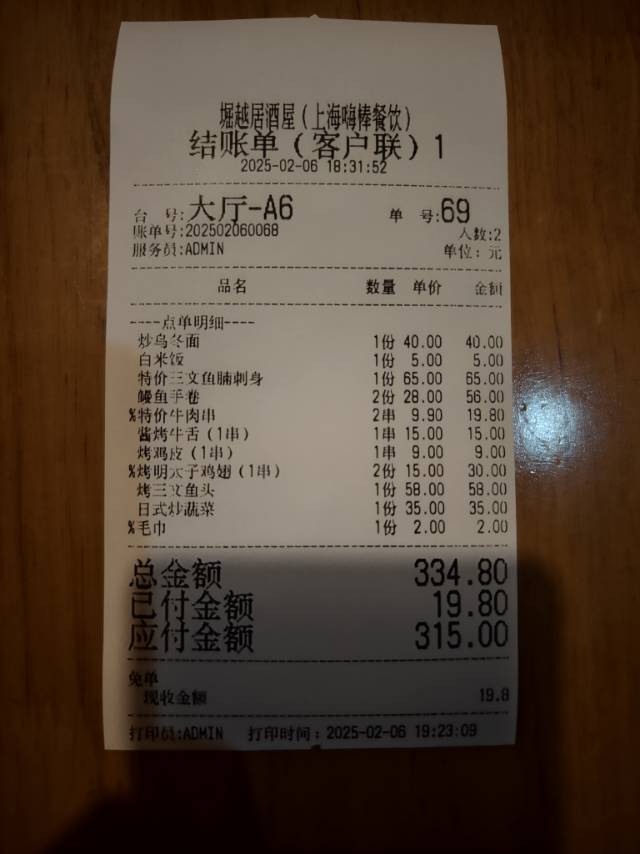 堀越居酒屋(上海嗨棒餐饮)
结账单(客户联)1
2025-02-06 18:31:52
台 号:大厅-A6 单 号:69
账单号:202502060068 人数:2
服务员:ADMIN 单位: 元
品名 数量 单价 金额
----点单明细----
炒乌冬面 1份 40.00 40.00
白米饭 1份 5.00 5.00
特价三文鱼腩刺身 1份 65.00 65.00
鳗鱼手卷 2份 28.00 56.00
%特价牛肉串 2串 9.90 19.80
酱烤牛舌(1串) 1串 15.00 15.00
烤鸡皮(1串) 1串 9.00 9.00
%烤明太子鸡翅(1串) 2份 15.00 30.00
烤三文鱼头 1份 58.00 58.00
日式炒蔬菜 1份 35.00 35.00
%毛巾 1份 2.00 2.00
总金额 334.80
已付金额 19.80
应付金额 315.00
免单
现收金额 19.8
打印员:ADMIN 打印时间: 2025-02-06 19:23:09